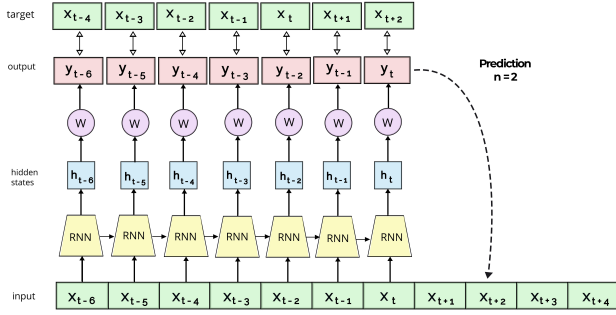 target x t-4 x t-3 x t-2 x t-1 x t x t+1 x t+2
output y t-6 y t-5 y t-4 y t-3 y t-2 y t-1 y t
Prediction
n=2
W W W W W W W
hidden
states
h t-6 h t-5 h t-4 h t-3 h t-2 h t-1 h t
RNN RNN RNN RNN RNN RNN RNN
input x t-6 x t-5 x t-4 x t-3 x t-2 x t-1 x t x t+1 x t+2 x t+3 x t+4